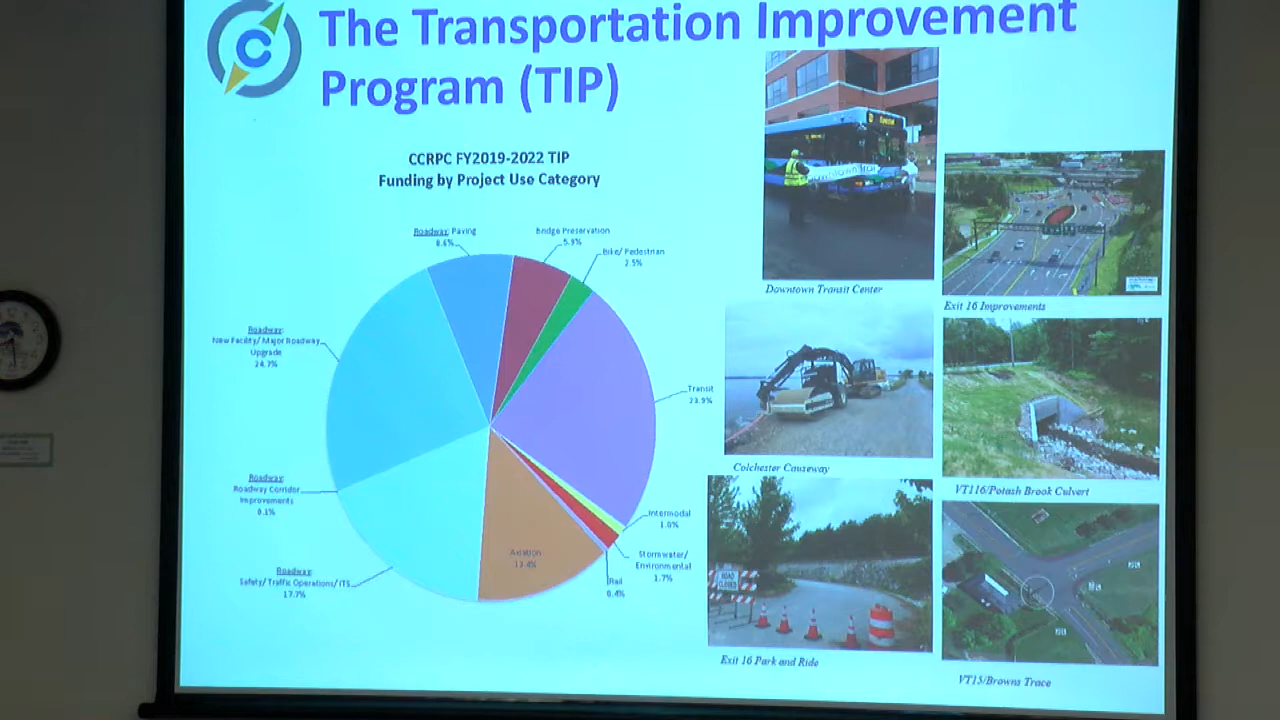 C
The Transportation Improvement
Program (TIP)
CCRPC FY2019-2022 TIP
Funding by Project Use Category
Roadway: Paving
8.6%
Bridge Preservation
5.9%
Bike/ Pedestrian
2.5%
Roadway:
New Facility/ Major Roadway
Upgrade
24.7%
Transit
23.9%
Roadway:
Roadway Corridor
Improvements
0.1%
Intermodal
1.0%
Stormwater/
Environmental
1.7%
Aviation
13.4%
Rail
0.4%
Roadway:
Safety/ Traffic Operations/ ITS
17.7%
Downtown Transit Center
Exit 16 Improvements
Colchester Causeway
VT116/Potash Brook Culvert
ROAD
CLOSED
Exit 16 Park and Ride
VT15/Browns Trace